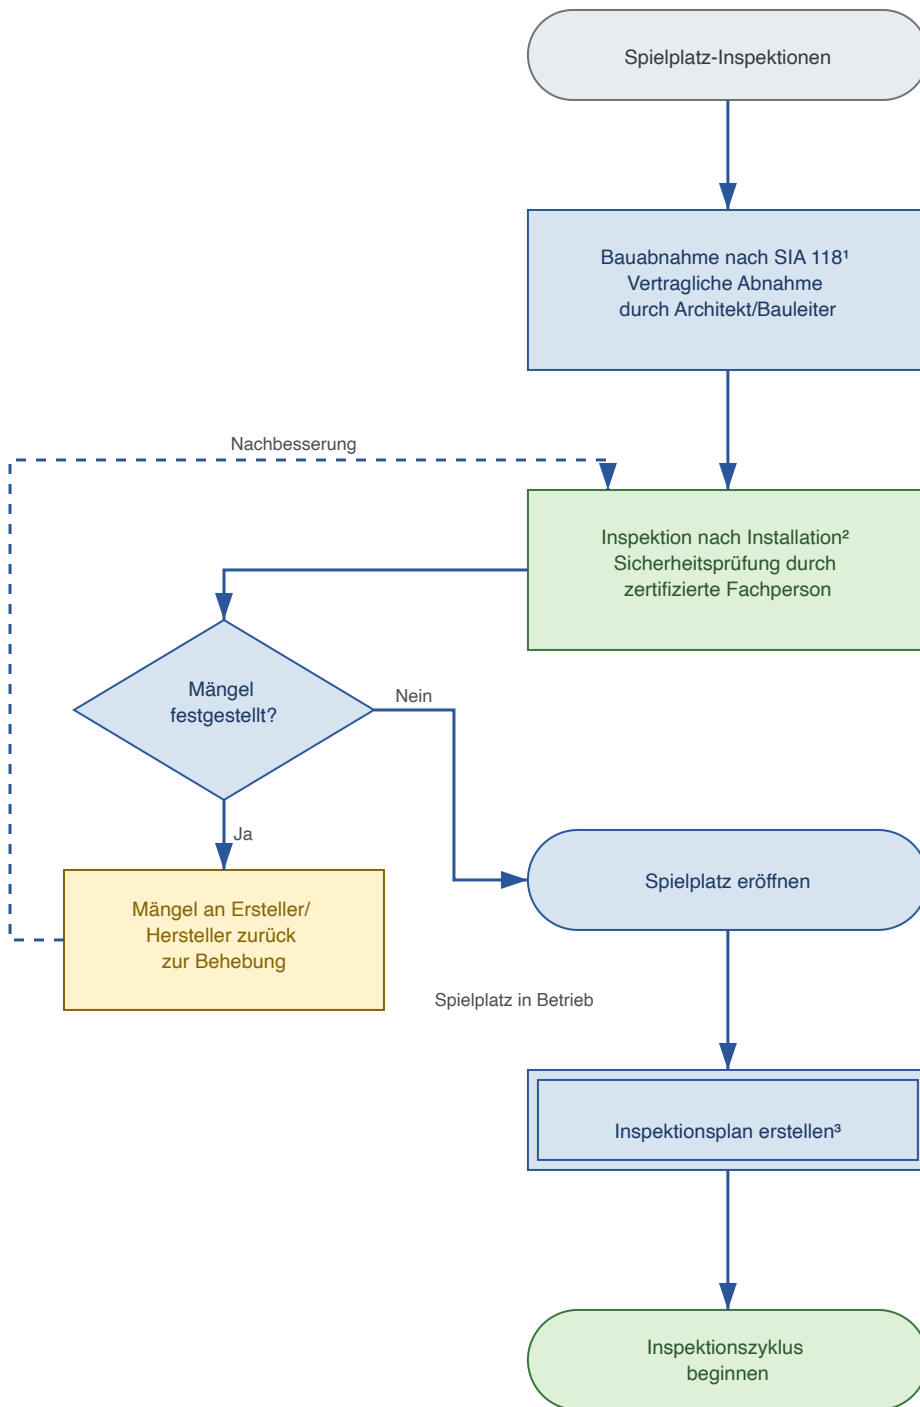 Spielplatz-Inspektionen
Bauabnahme nach SIA 118¹
Vertragliche Abnahme
durch Architekt/Bauleiter
Nachbesserung
Inspektion nach Installation²
Sicherheitsprüfung durch
zertifizierte Fachperson
Mängel
festgestellt?
Nein
Ja
Mängel an Ersteller/
Hersteller zurück
zur Behebung
Spielplatz eröffnen
Spielplatz in Betrieb
Inspektionsplan erstellen³
Inspektionszyklus
beginnen